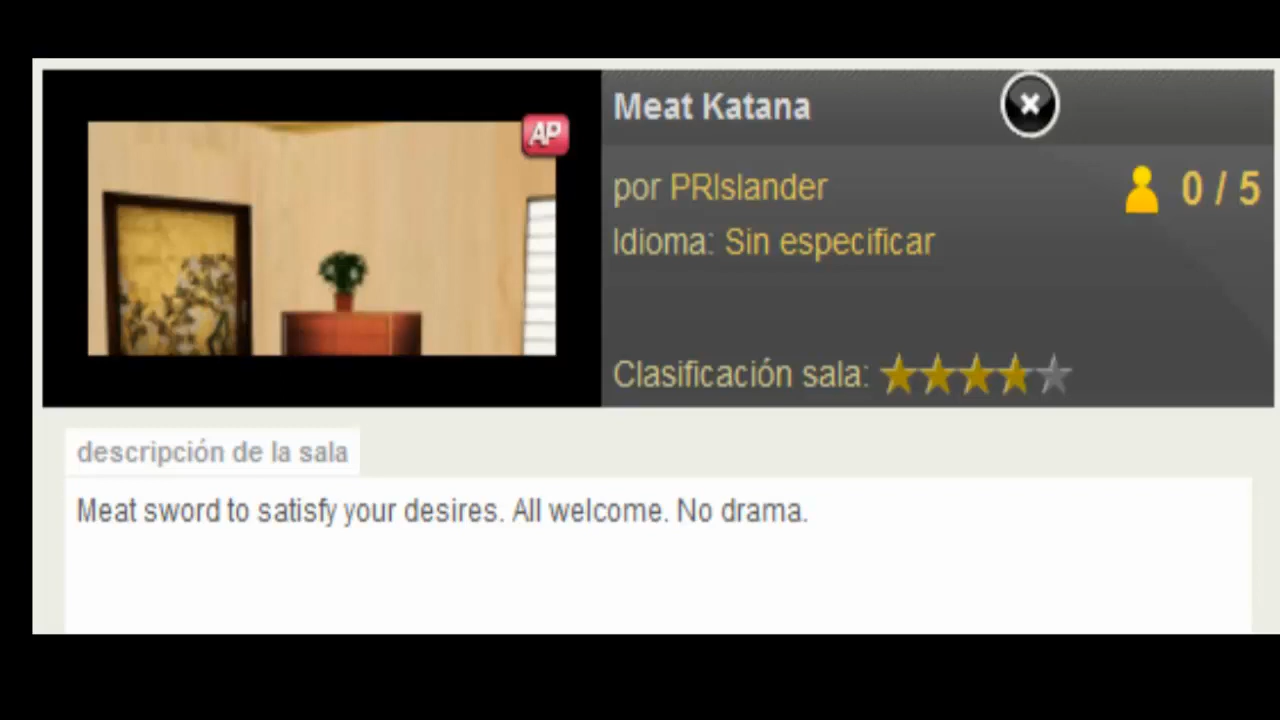 AP
Meat Katana
por PRIslander
0 / 5
Idioma: Sin especificar
Clasificación sala:
descripción de la sala
Meat sword to satisfy your desires. All welcome. No drama.